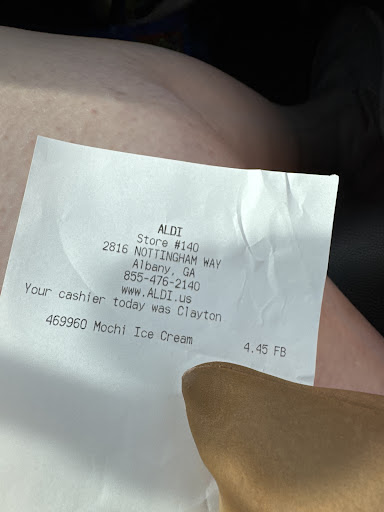 ALDI
Store #140
2816 NOTTINGHAM WAY
Albany, GA
855-476-2140
www.ALDI.us
Your cashier today was Clayton
469960 Mochi Ice Cream 4.45 FB